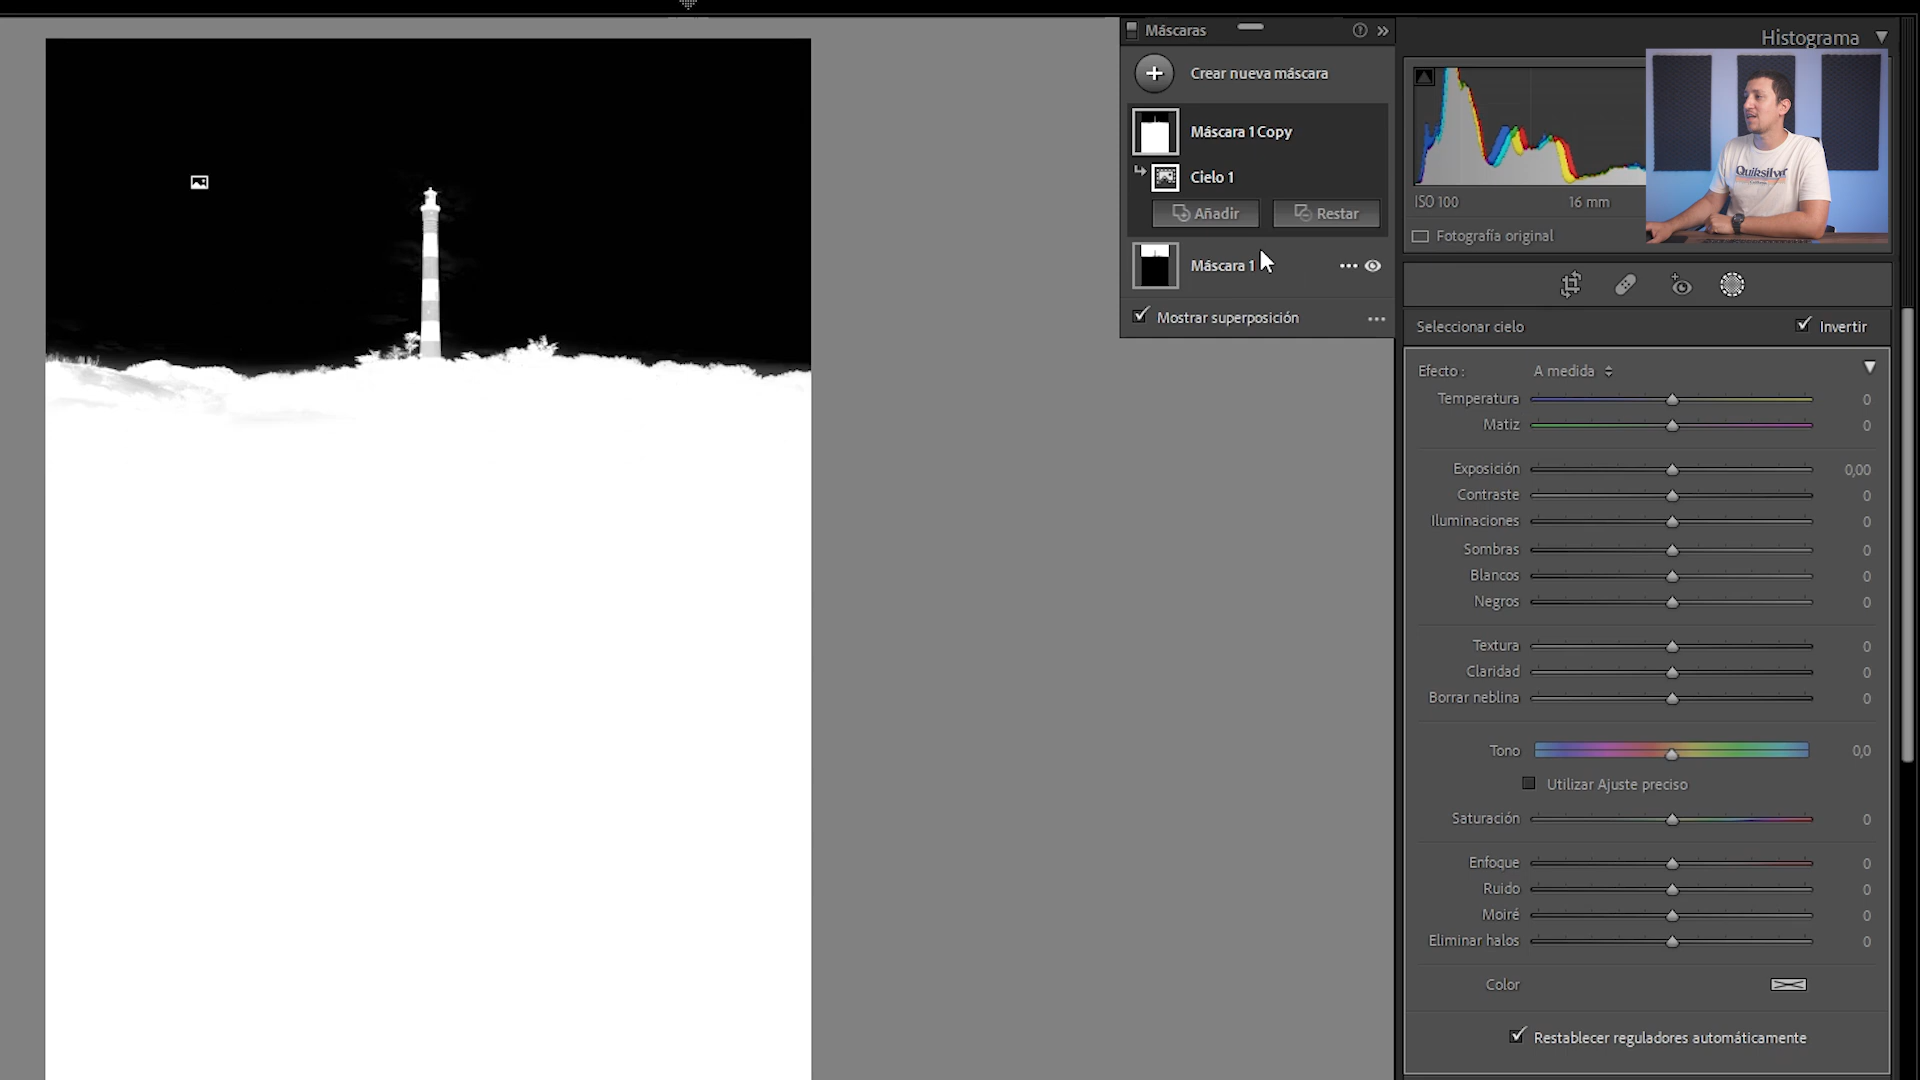 Máscaras
Crear nueva máscara
Máscara 1 Copy
Cielo 1
Añadir
Restar
Máscara 1
Mostrar superposición
Histograma
ISO 100
16 mm
Quiksilver
Fotografía original
Seleccionar cielo
Invertir
Efecto :
A medida
Temperatura 0
Matiz 0
Exposición 0,00
Contraste 0
Iluminaciones 0
Sombras 0
Blancos 0
Negros 0
Textura 0
Claridad 0
Borrar neblina 0
Tono 0,0
Utilizar Ajuste preciso
Saturación 0
Enfoque 0
Ruido 0
Moiré 0
Eliminar halos 0
Color
Restablecer reguladores automáticamente